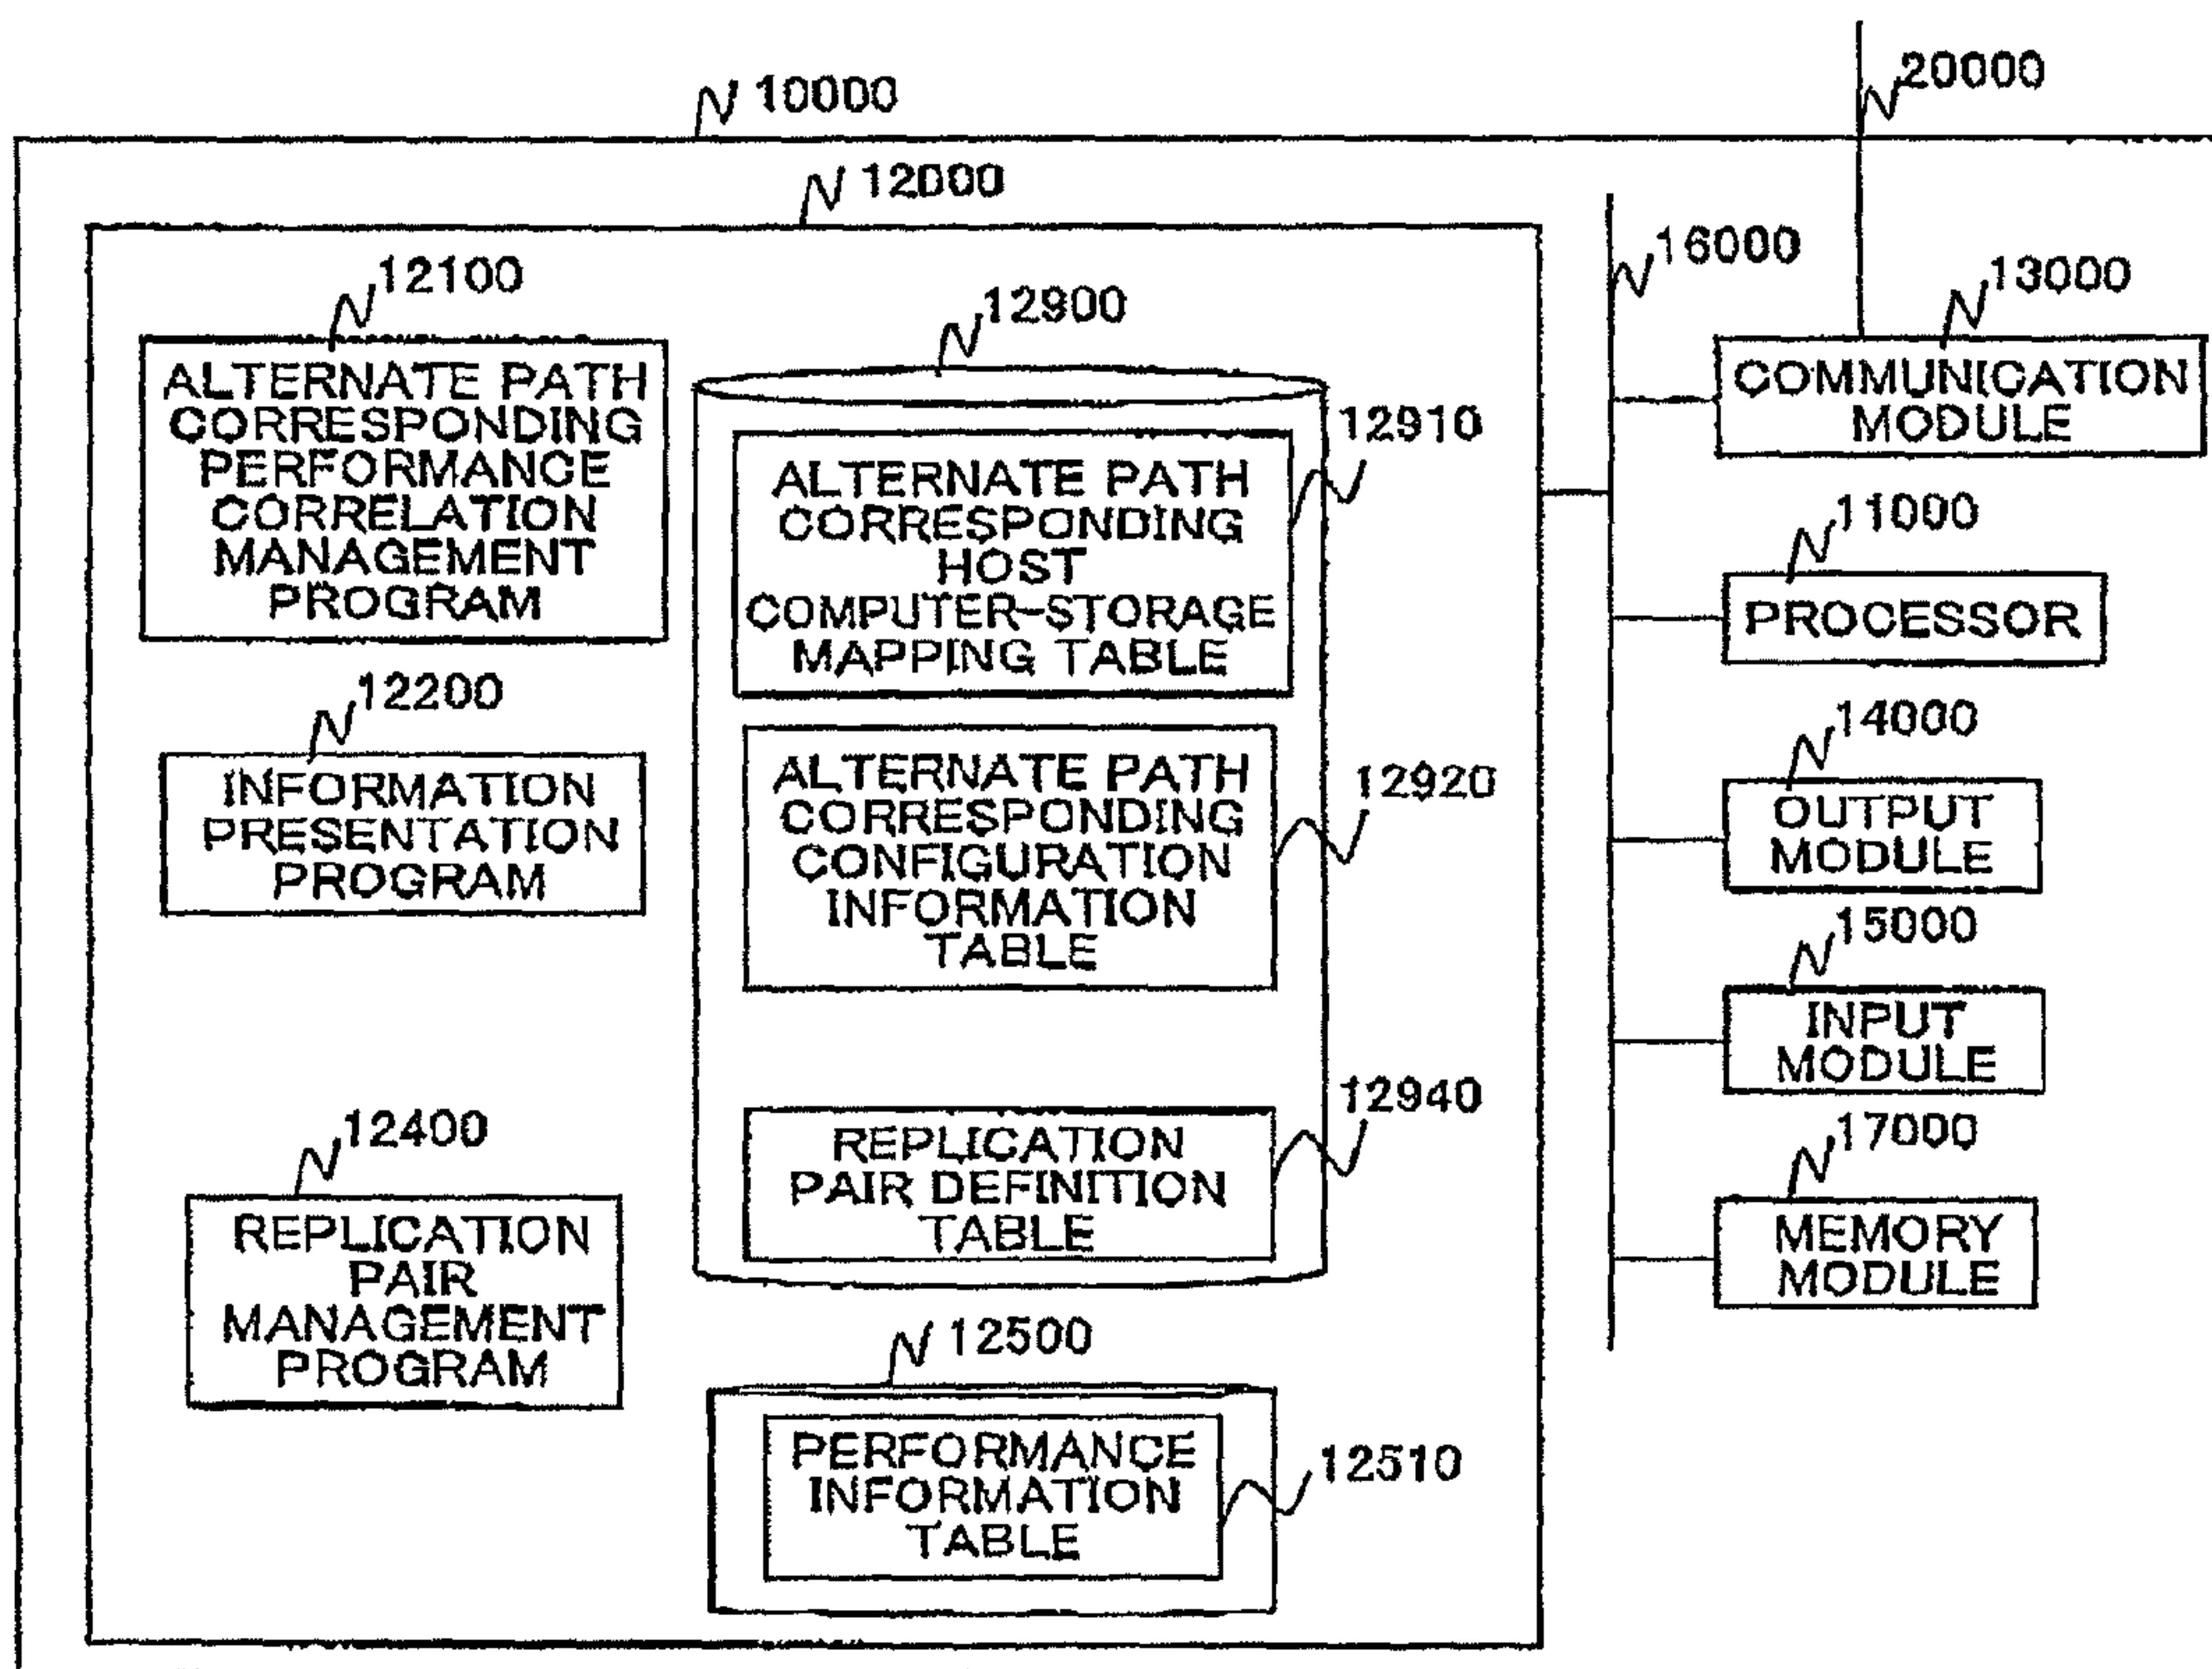 10000
20000
12000
16000
12100
ALTERNATE PATH
CORRESPONDING
PERFORMANCE
CORRELATION
MANAGEMENT
PROGRAM
12200
INFORMATION
PRESENTATION
PROGRAM
12400
REPLICATION
PAIR
MANAGEMENT
PROGRAM
12900
12910
ALTERNATE PATH
CORRESPONDING
HOST
COMPUTER-STORAGE
MAPPING TABLE
12920
ALTERNATE PATH
CORRESPONDING
CONFIGURATION
INFORMATION
TABLE
12940
REPLICATION
PAIR DEFINITION
TABLE
12500
12510
PERFORMANCE
INFORMATION
TABLE
13000
COMMUNICATION
MODULE
11000
PROCESSOR
14000
OUTPUT
MODULE
15000
INPUT
MODULE
17000
MEMORY
MODULE